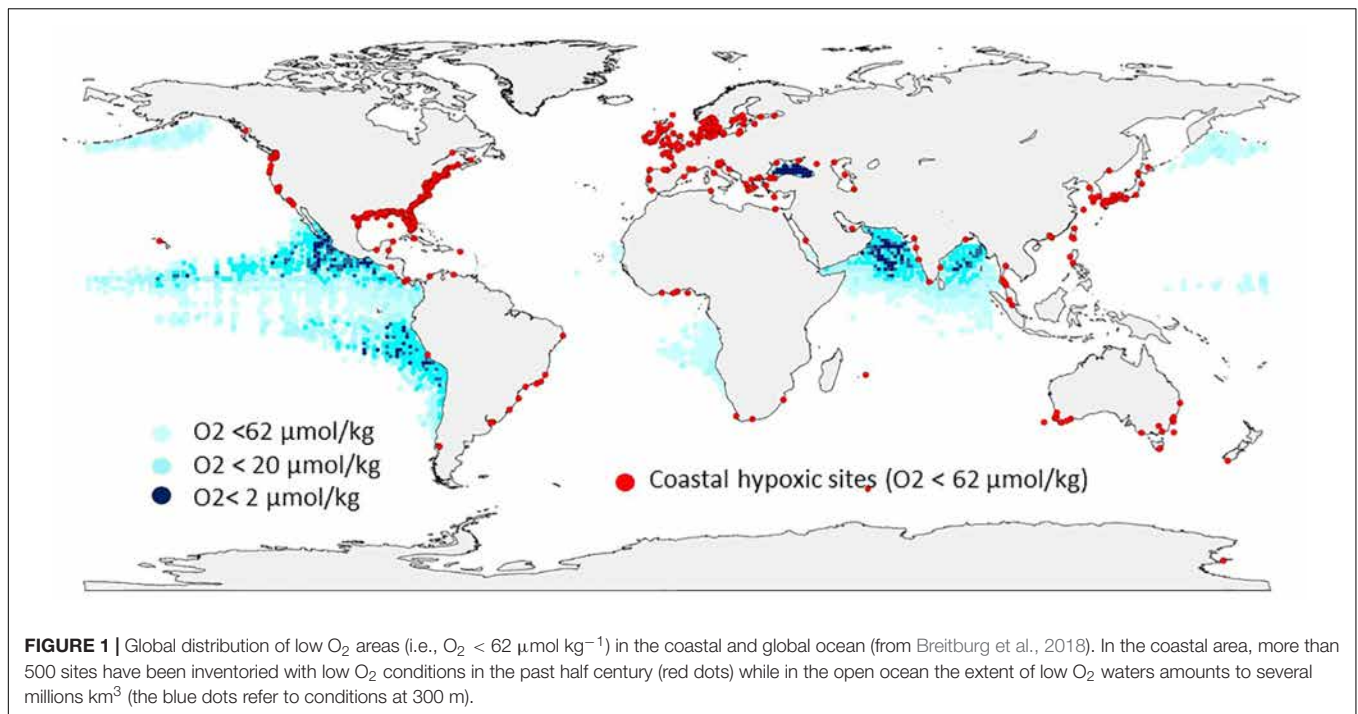 O2 <62 μmol/kg
O2 < 20 μmol/kg
O2< 2 μmol/kg
Coastal hypoxic sites (O2 < 62 μmol/kg)
FIGURE 1 | Global distribution of low O₂ areas (i.e., O₂ < 62 μmol kg⁻¹) in the coastal and global ocean (from Breitburg et al., 2018). In the coastal area, more than
500 sites have been inventoried with low O₂ conditions in the past half century (red dots) while in the open ocean the extent of low O₂ waters amounts to several
millions km³ (the blue dots refer to conditions at 300 m).